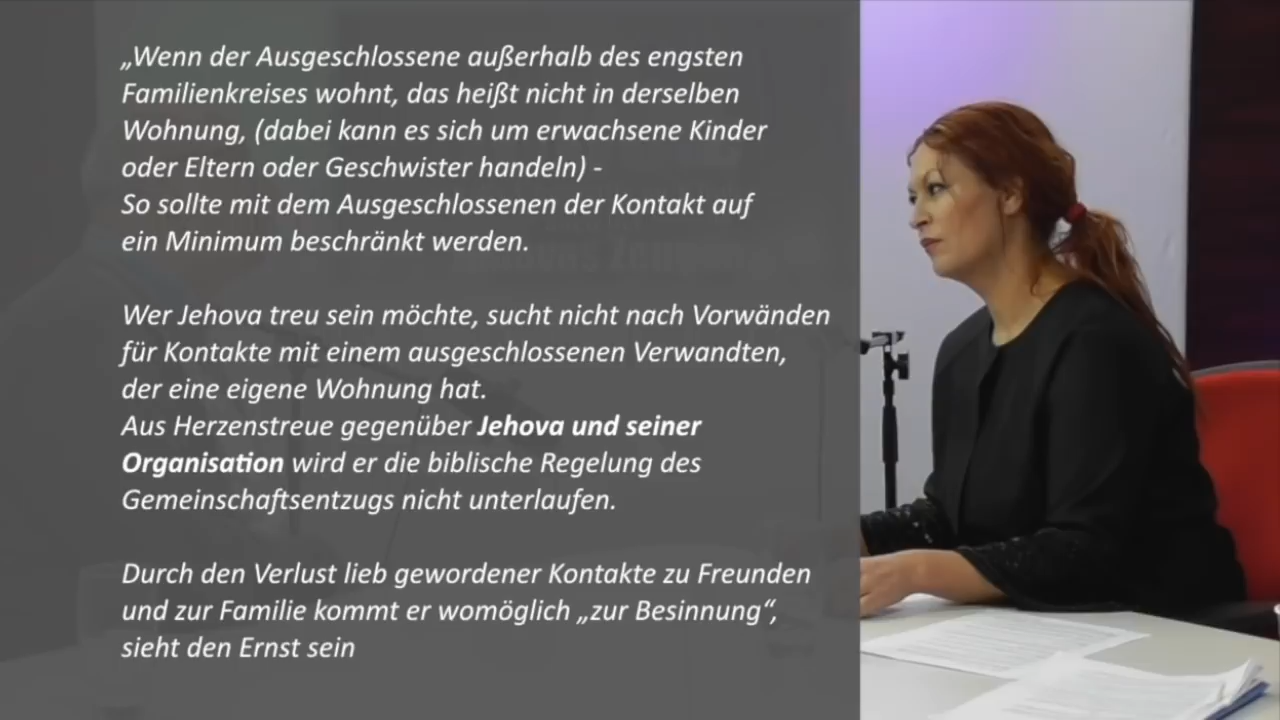 „Wenn der Ausgeschlossene außerhalb des engsten
Familienkreises wohnt, das heißt nicht in derselben
Wohnung, (dabei kann es sich um erwachsene Kinder
oder Eltern oder Geschwister handeln) -
So sollte mit dem Ausgeschlossenen der Kontakt auf
ein Minimum beschränkt werden.
Wer Jehova treu sein möchte, sucht nicht nach Vorwänden
für Kontakte mit einem ausgeschlossenen Verwandten,
der eine eigene Wohnung hat.
Aus Herzenstreue gegenüber Jehova und seiner
Organisation wird er die biblische Regelung des
Gemeinschaftsentzugs nicht unterlaufen.
Durch den Verlust lieb gewordener Kontakte zu Freunden
und zur Familie kommt er womöglich „zur Besinnung“,
sieht den Ernst sein